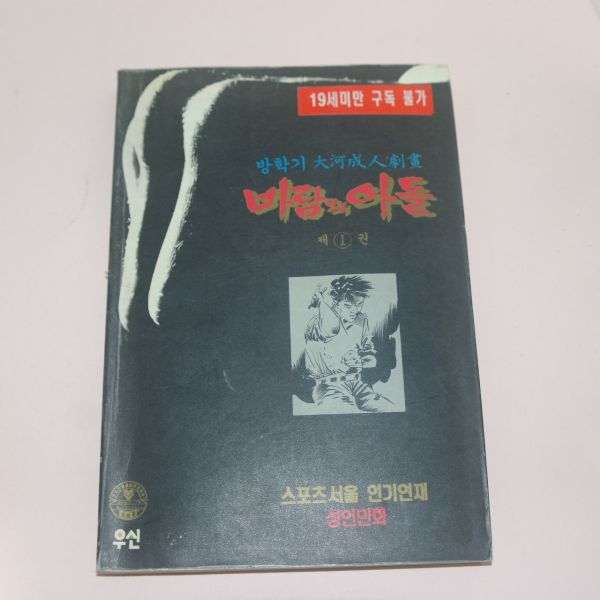 19세미만 구독 불가
방학기 大河成人劇畫
바람의 아들
제 1 권
스포츠서울 인기연재
성인만화
우신